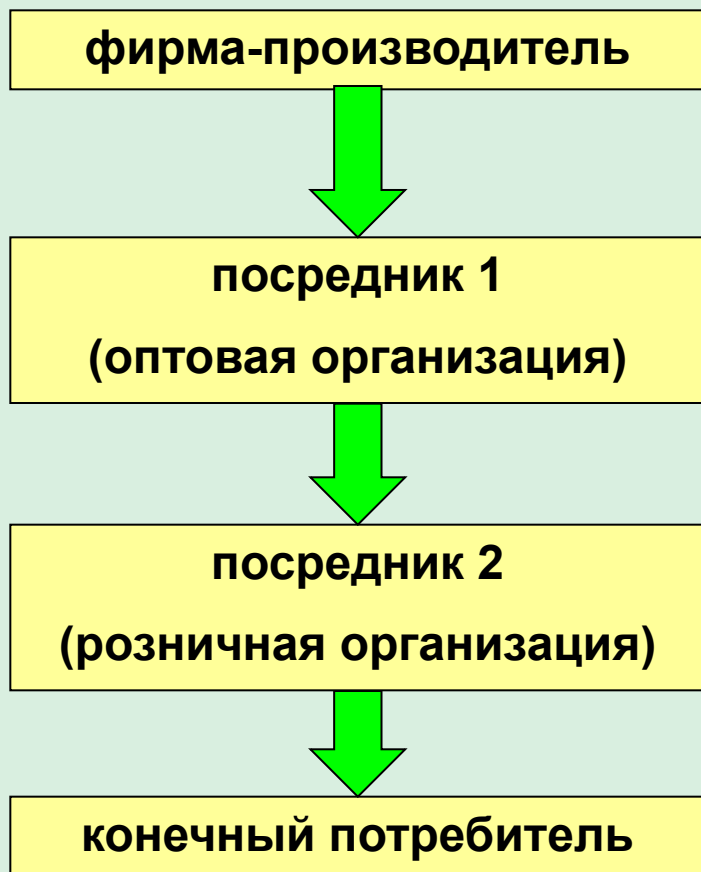 фирма-производитель
посредник 1
(оптовая организация)
посредник 2
(розничная организация)
конечный потребитель